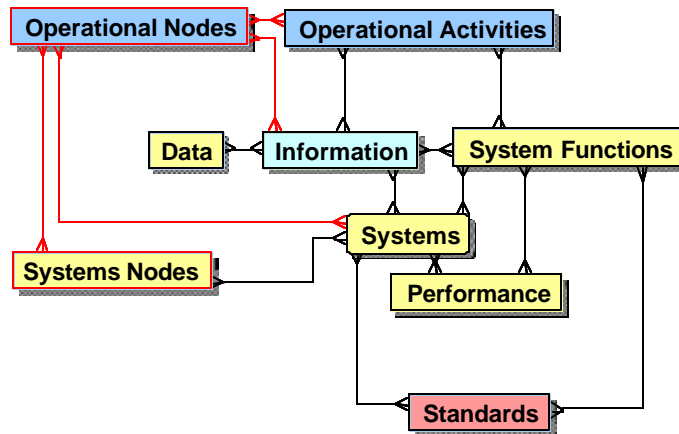 Operational Nodes
Operational Activities
Data
Information
System Functions
Systems
Systems Nodes
Performance
Standards